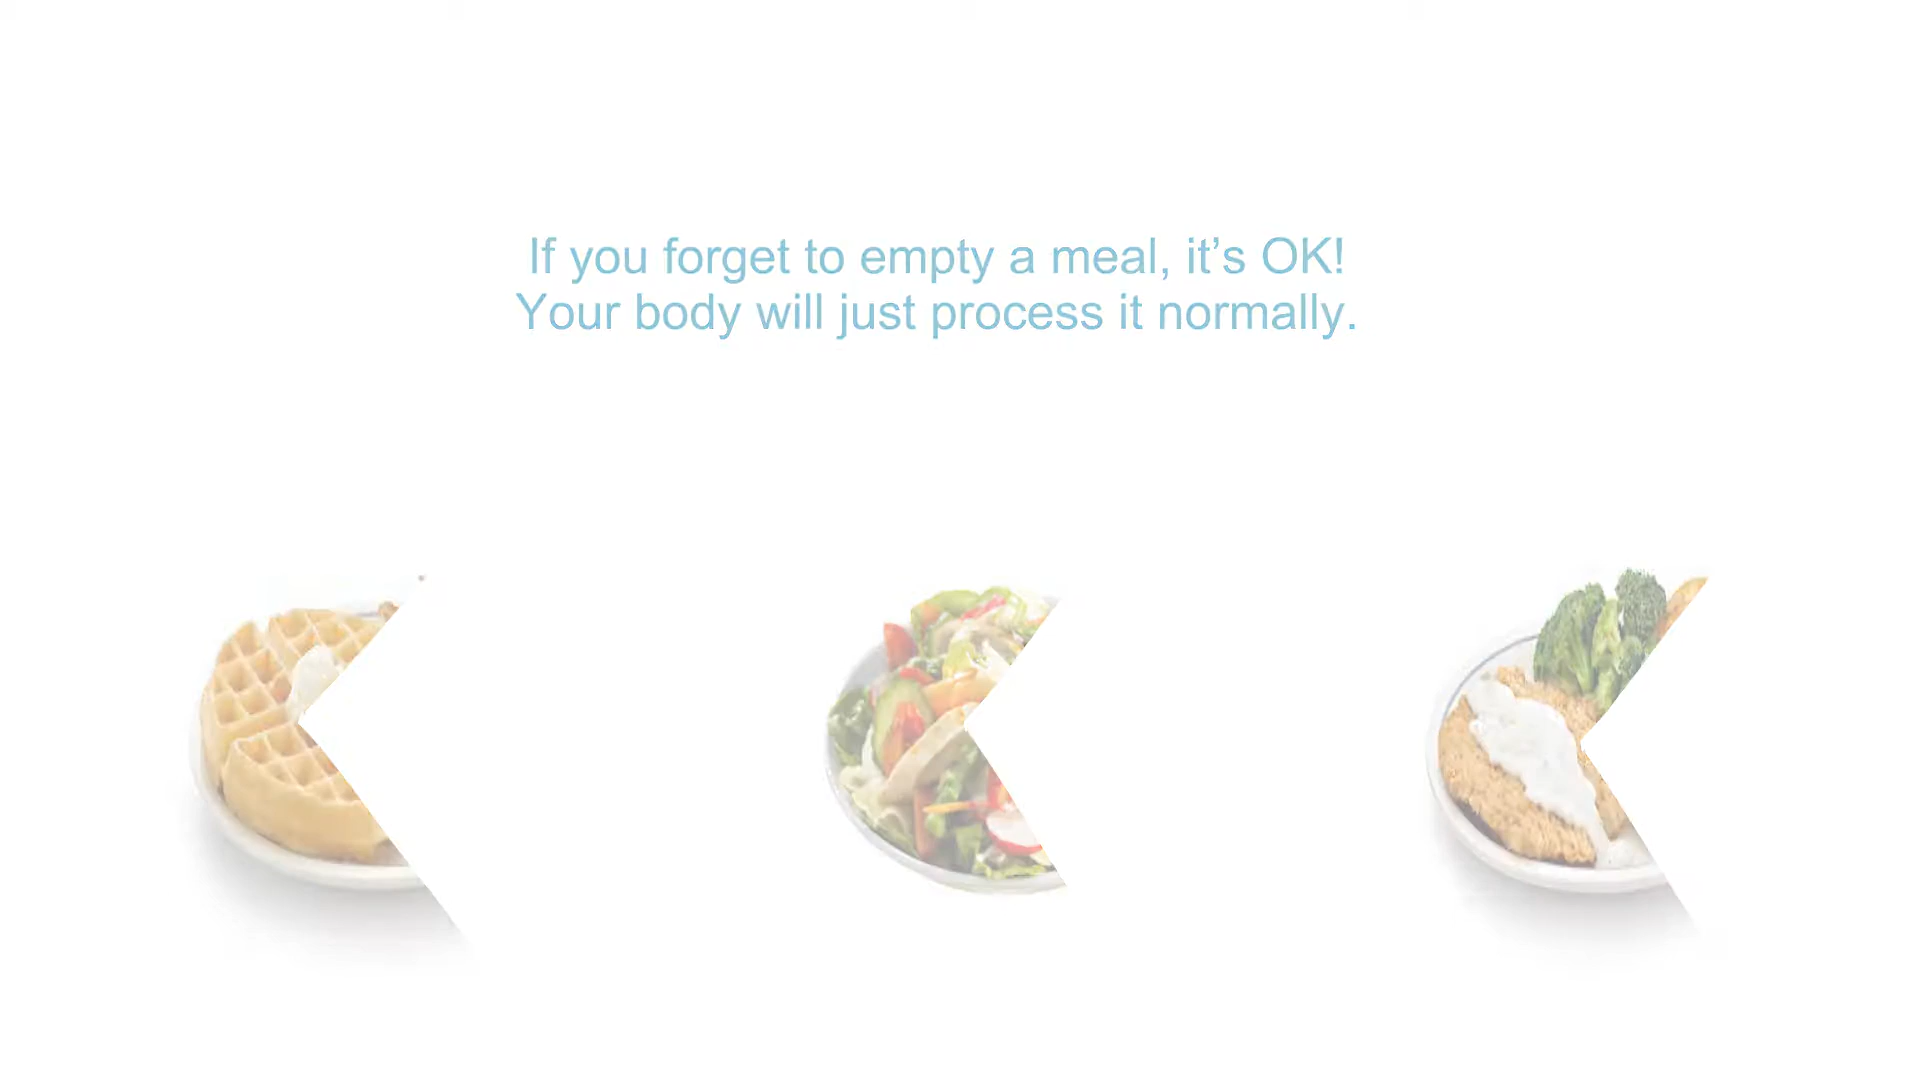 If you forget to empty a meal, it’s OK!
Your body will just process it normally.